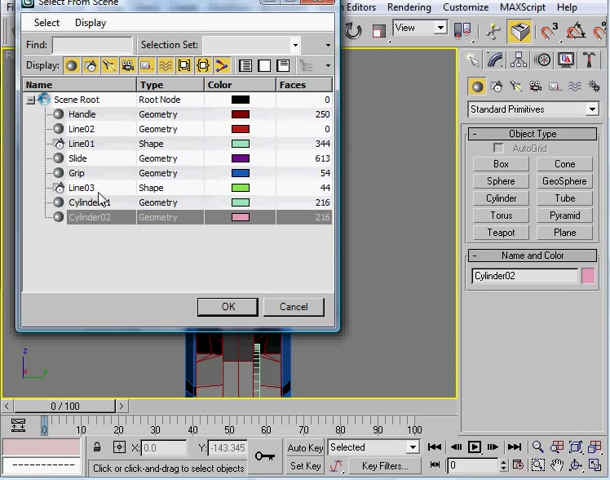 Select From Scene
Select Display
Find: Selection Set:
Display:
Name Type Color Faces
Scene Root Root Node 0
Handle Geometry 250
Line02 Geometry 0
Line01 Shape 344
Slide Geometry 613
Grip Geometry 54
Line03 Shape 44
Geometry 216
Cylinder02 Geometry 216
OK Cancel
Editors Rendering Customize MAXScript
View
Standard Primitives
- Object Type
AutoGrid
Box Cone
Sphere GeoSphere
Cylinder Tube
Torus Pyramid
Teapot Plane
- Name and Color
Cylinder02
z
< 0 / 100 >
0 10 20 30 40 50 60 70 80 90 100
X: 0.0 Y: -143.345
Click or click-and-drag to select objects
Auto Key Selected
Set Key Key Filters...
0